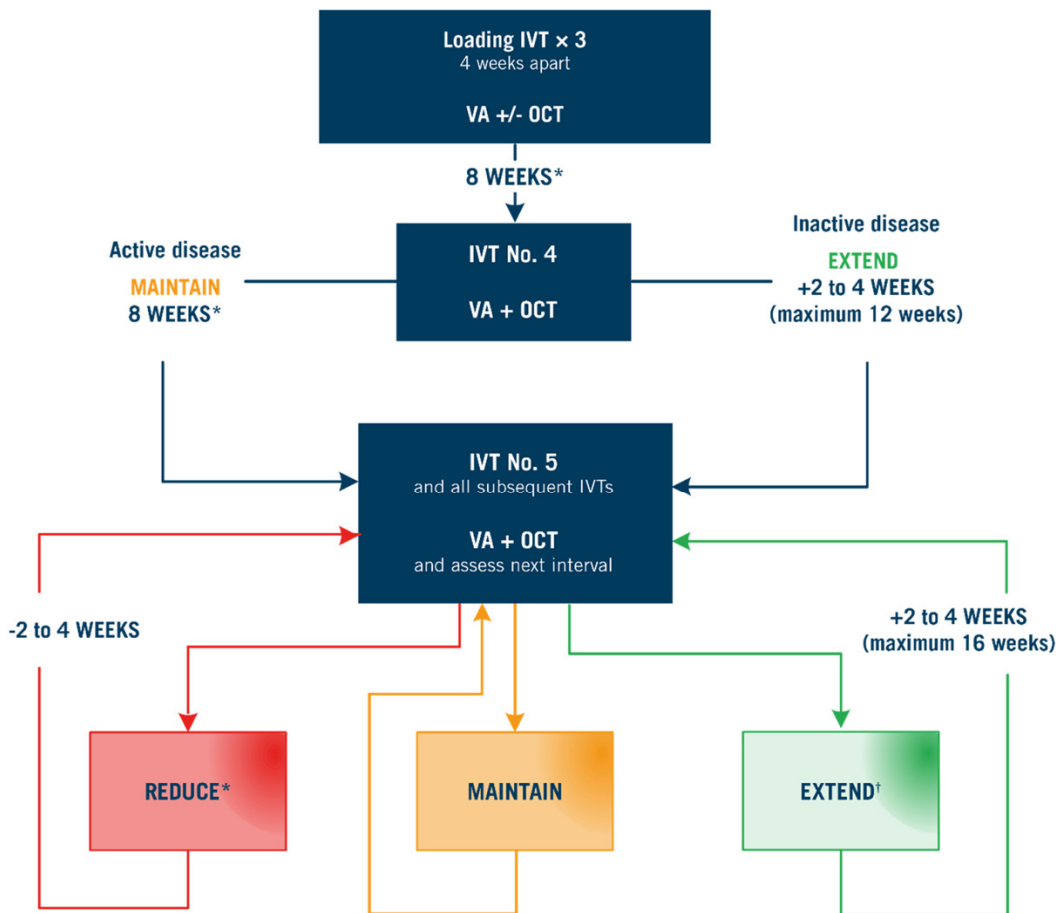 Loading IVT × 3
4 weeks apart
VA +/- OCT
8 WEEKS*
Active disease
MAINTAIN
8 WEEKS*
IVT No. 4
VA + OCT
Inactive disease
EXTEND
+2 to 4 WEEKS
(maximum 12 weeks)
IVT No. 5
and all subsequent IVTs
VA + OCT
and assess next interval
-2 to 4 WEEKS
+2 to 4 WEEKS
(maximum 16 weeks)
REDUCE*
MAINTAIN
EXTEND†